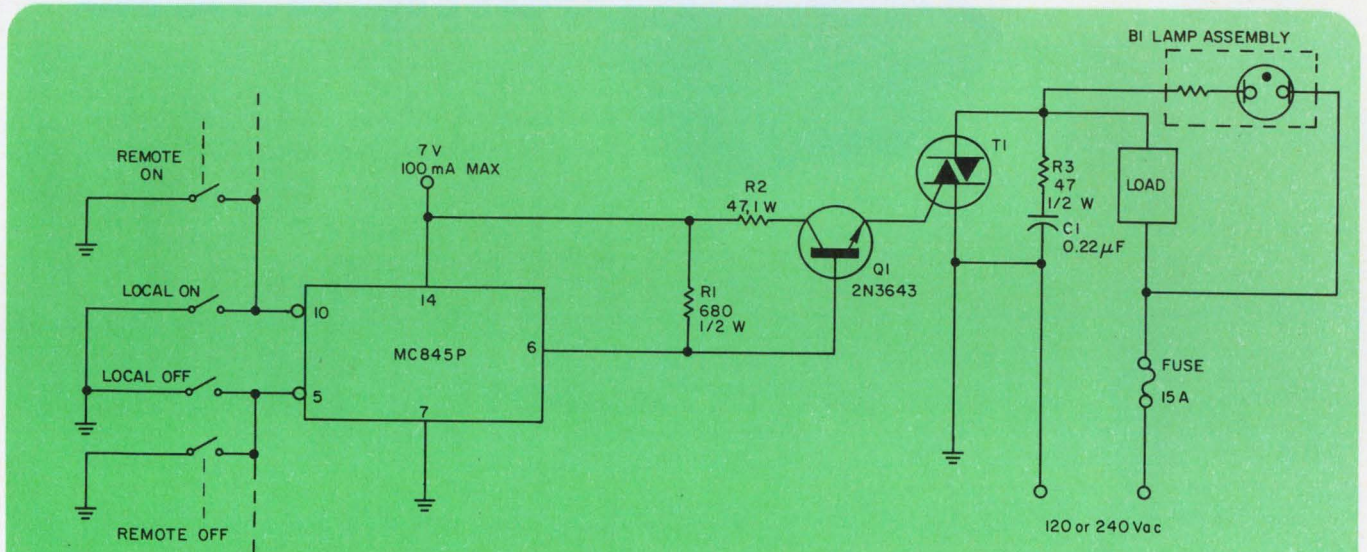 B1 LAMP ASSEMBLY
REMOTE
ON
7 V
100 mA MAX
T1
R2
47, 1 W
R3
47
1/2 W
LOAD
C1
0.22 µF
Q1
2N3643
LOCAL ON
14
10
R1
680
1/2 W
MC845P
6
LOCAL OFF
5
7
FUSE
15 A
REMOTE OFF
120 or 240 Vac